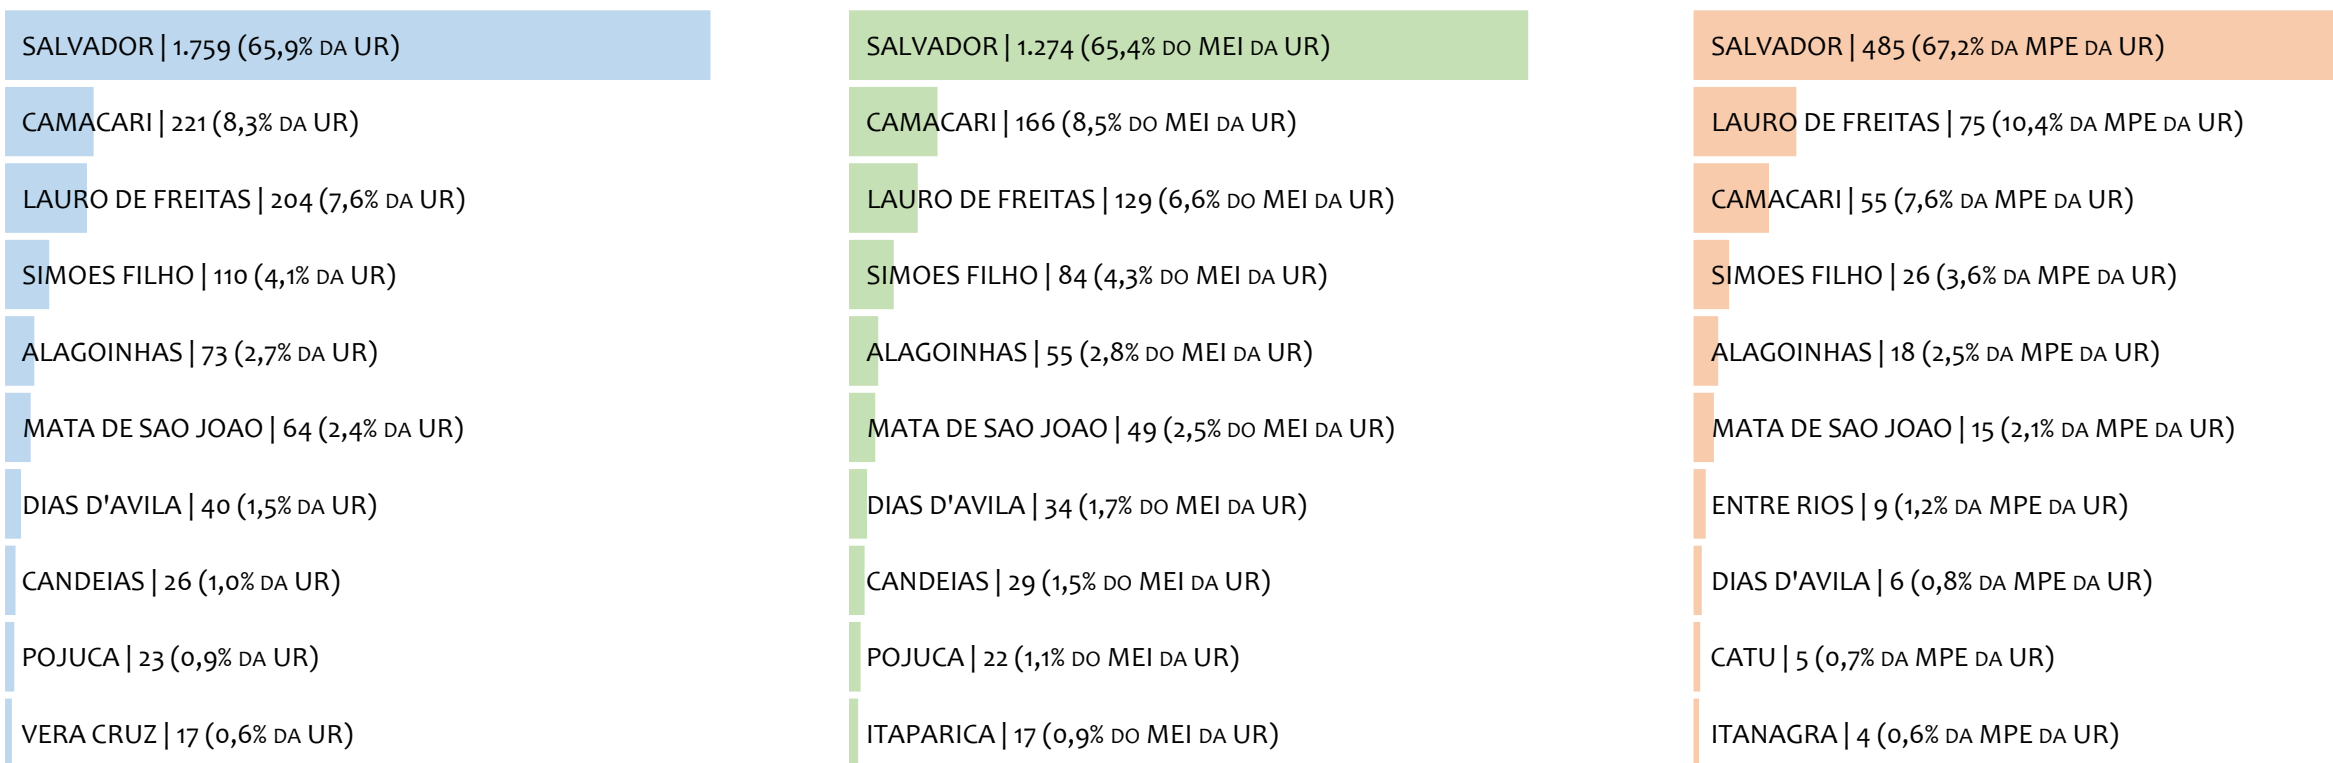 SALVADOR | 1.759 (65,9% DA UR)
CAMACARI | 221 (8,3% DA UR)
LAURO DE FREITAS | 204 (7,6% DA UR)
SIMOES FILHO | 110 (4,1% DA UR)
ALAGOINHAS | 73 (2,7% DA UR)
MATA DE SAO JOAO | 64 (2,4% DA UR)
DIAS D'AVILA | 40 (1,5% DA UR)
CANDEIAS | 26 (1,0% DA UR)
POJUCA | 23 (0,9% DA UR)
VERA CRUZ | 17 (0,6% DA UR)
SALVADOR | 1.274 (65,4% DO MEI DA UR)
CAMACARI | 166 (8,5% DO MEI DA UR)
LAURO DE FREITAS | 129 (6,6% DO MEI DA UR)
SIMOES FILHO | 84 (4,3% DO MEI DA UR)
ALAGOINHAS | 55 (2,8% DO MEI DA UR)
MATA DE SAO JOAO | 49 (2,5% DO MEI DA UR)
DIAS D'AVILA | 34 (1,7% DO MEI DA UR)
CANDEIAS | 29 (1,5% DO MEI DA UR)
POJUCA | 22 (1,1% DO MEI DA UR)
ITAPARICA | 17 (0,9% DO MEI DA UR)
SALVADOR | 485 (67,2% DA MPE DA UR)
LAURO DE FREITAS | 75 (10,4% DA MPE DA UR)
CAMACARI | 55 (7,6% DA MPE DA UR)
SIMOES FILHO | 26 (3,6% DA MPE DA UR)
ALAGOINHAS | 18 (2,5% DA MPE DA UR)
MATA DE SAO JOAO | 15 (2,1% DA MPE DA UR)
ENTRE RIOS | 9 (1,2% DA MPE DA UR)
DIAS D'AVILA | 6 (0,8% DA MPE DA UR)
CATU | 5 (0,7% DA MPE DA UR)
ITANAGRA | 4 (0,6% DA MPE DA UR)